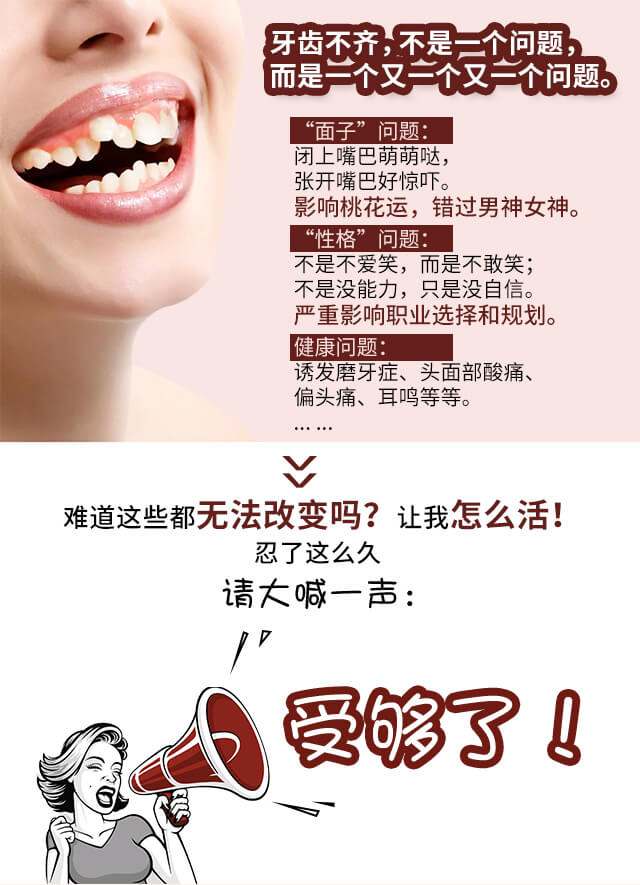 牙齿不齐，不是一个问题，
而是一个又一个又一个问题。
“面子”问题：
闭上嘴巴萌萌哒，
张开嘴巴好惊吓。
影响桃花运，错过男神女神。
“性格”问题：
不是不爱笑，而是不敢笑；
不是没能力，只是没自信。
严重影响职业选择和规划。
健康问题：
诱发磨牙症、头面部酸痛、
偏头痛、耳鸣等等。
... ...
难道这些都无法改变吗？让我怎么活！
忍了这么久
请大喊一声：
受够了！